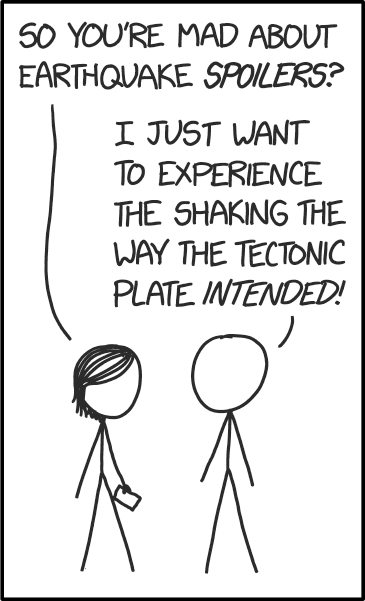 SO YOU'RE MAD ABOUT
EARTHQUAKE SPOILERS?
I JUST WANT
TO EXPERIENCE
THE SHAKING THE
WAY THE TECTONIC
PLATE INTENDED!